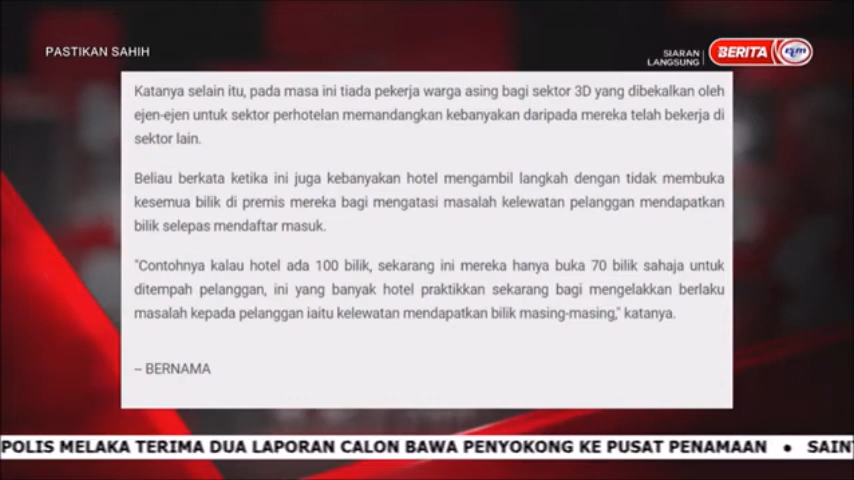 PASTIKAN SAHIH
SIARAN
LANGSUNG
BERITA
Katanya selain itu, pada masa ini tiada pekerja warga asing bagi sektor 3D yang dibekalkan oleh
ejen-ejen untuk sektor perhotelan memandangkan kebanyakan daripada mereka telah bekerja di
sektor lain.
Beliau berkata ketika ini juga kebanyakan hotel mengambil langkah dengan tidak membuka
kesemua bilik di premis mereka bagi mengatasi masalah kelewatan pelanggan mendapatkan
bilik selepas mendaftar masuk.
"Contohnya kalau hotel ada 100 bilik, sekarang ini mereka hanya buka 70 bilik sahaja untuk
ditempah pelanggan, ini yang banyak hotel praktikkan sekarang bagi mengelakkan berlaku
masalah kepada pelanggan iaitu kelewatan mendapatkan bilik masing-masing," katanya.
– BERNAMA
POLIS MELAKA TERIMA DUA LAPORAN CALON BAWA PENYOKONG KE PUSAT PENAMAAN • SAIN